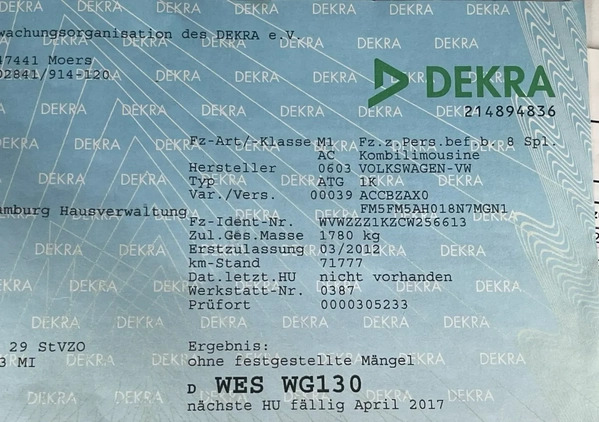 wachungsorganisation des DEKRA e.V.
47441 Moers
02841/914-120
DEKRA
214894836
Fz-Art/-Klasse M1 Fz.z.Pers.bef.b. 8 Spl.
AC Kombilimousine
Hersteller 0603 VOLKSWAGEN-VW
Typ ATG 1K
Var./Vers. 00039 ACCBZAX0
amburg Hausverwaltung FM5FM5AH018N7MGN1
Fz-Ident-Nr. WVWZZZ1KZCW256613
Zul.Ges.Masse 1780 kg
Erstzulassung 03/2012
km-Stand 71777
Dat.letzt.HU nicht vorhanden
Werkstatt-Nr. 0387
Prüfort 0000305233
29 StVZO Ergebnis:
3 MI ohne festgestellte Mängel
D WES WG130
nächste HU fällig April 2017